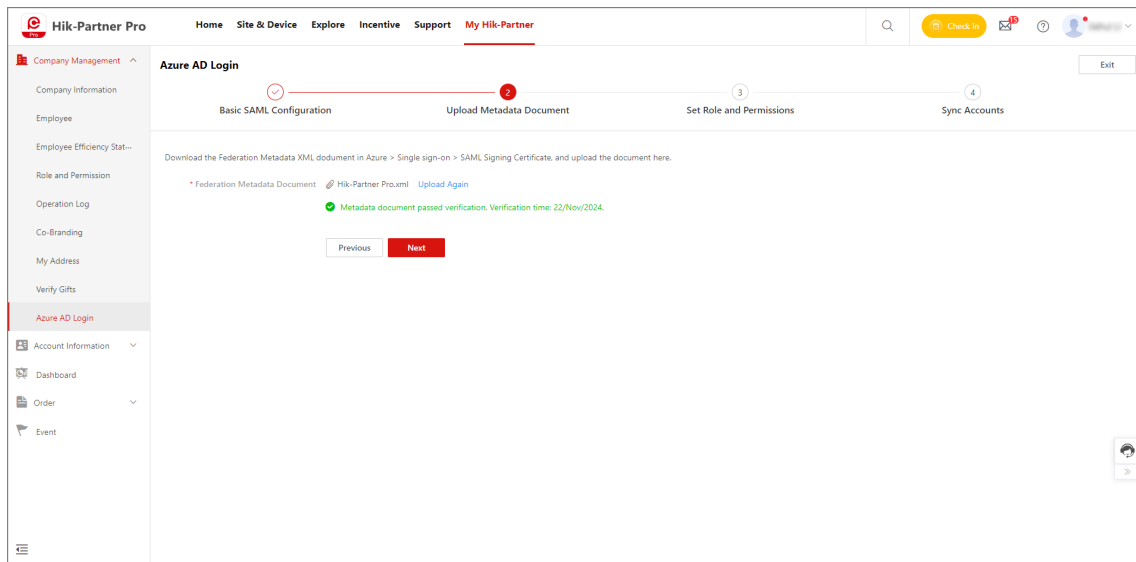 Hik-Partner Pro
Pro
Home Site & Device Explore Incentive Support My Hik-Partner
Check In
15
Company Management
Company Information
Employee
Employee Efficiency Stat···
Role and Permission
Operation Log
Co-Branding
My Address
Verify Gifts
Azure AD Login
Account Information
Dashboard
Order
Event
Azure AD Login
Exit
2 3 4
Basic SAML Configuration Upload Metadata Document Set Role and Permissions Sync Accounts
Download the Federation Metadata XML dodument in Azure > Single sign-on > SAML Signing Certificate, and upload the document here.
* Federation Metadata Document Hik-Partner Pro.xml Upload Again
Metadata document passed verification. Verification time: 22/Nov/2024.
Previous Next